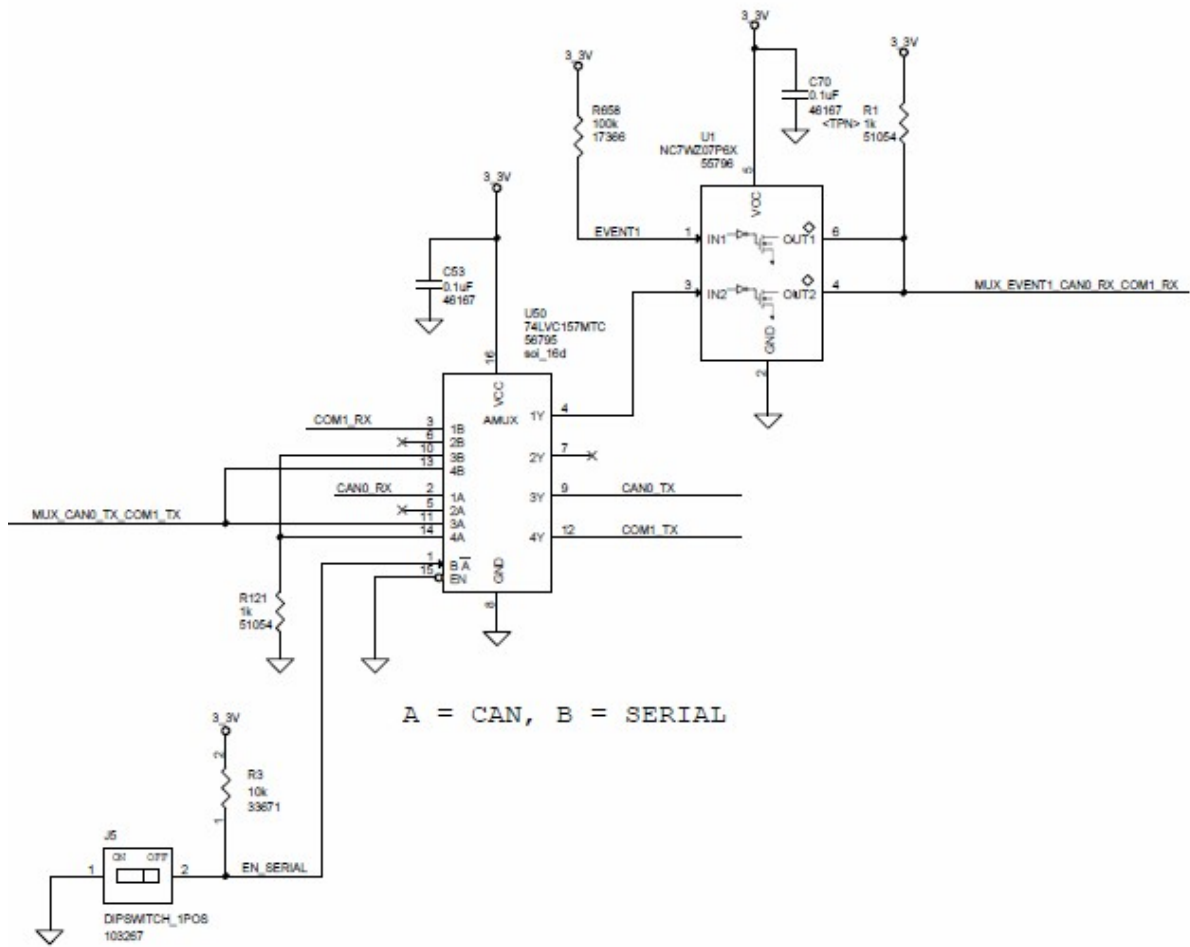 3_3V
3_3V
3_3V
C70
0.1uF
46167
<TPN>
R1
1k
51054
R658
100k
17366
U1
NC7WZ07P6X
55796
5
VCC
EVENT1
1
IN1
OUT1
6
3
IN2
OUT2
4
MUX_EVENT1_CAN0_RX_COM1_RX
GND
2
3_3V
C53
0.1uF
46167
U50
74LVC157MTC
56795
soi_16d
16
VCC
AMUX
COM1_RX
3
1B
6
2B
10
3B
13
4B
CAN0_RX
2
1A
5
2A
MUX_CAN0_TX_COM1_TX
11
3A
14
4A
1
B A
15
EN
GND
8
1Y
4
2Y
7
3Y
9
CAN0_TX
4Y
12
COM1_TX
R121
1k
51054
A = CAN, B = SERIAL
3_3V
2
R3
10k
33671
1
J5
ON OFF
1
2
EN_SERIAL
DIPSWITCH_1POS
103267